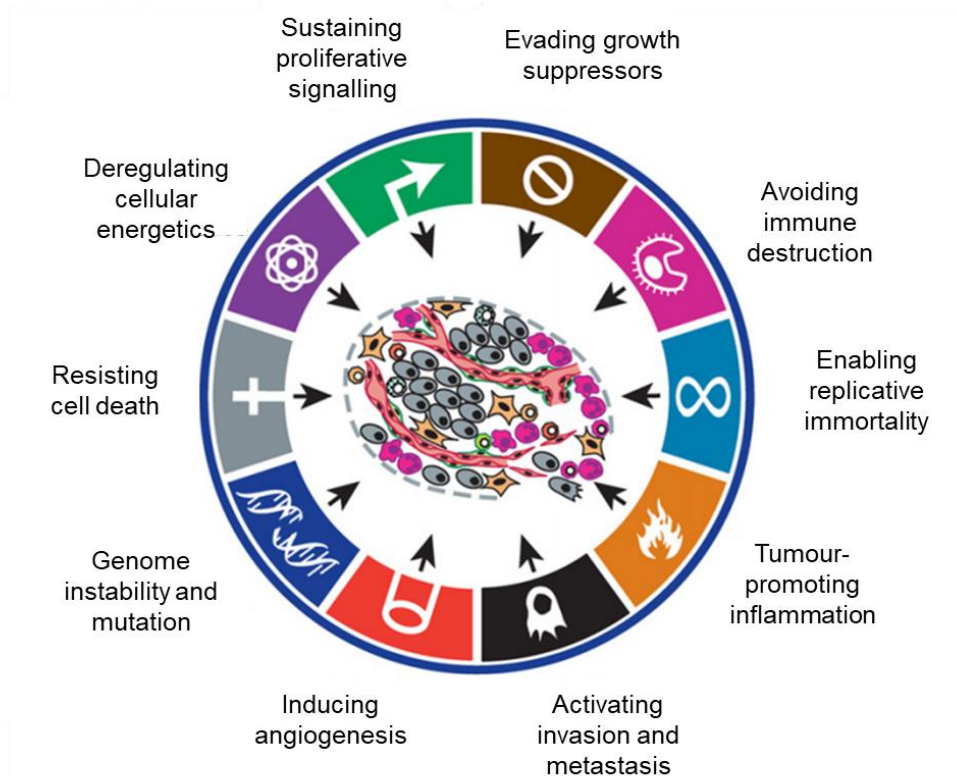 Sustaining
proliferative
signalling
Evading growth
suppressors
Avoiding
immune
destruction
Enabling
replicative
immortality
Tumour-
promoting
inflammation
Activating
invasion and
metastasis
Inducing
angiogenesis
Genome
instability and
mutation
Resisting
cell death
Deregulating
cellular
energetics